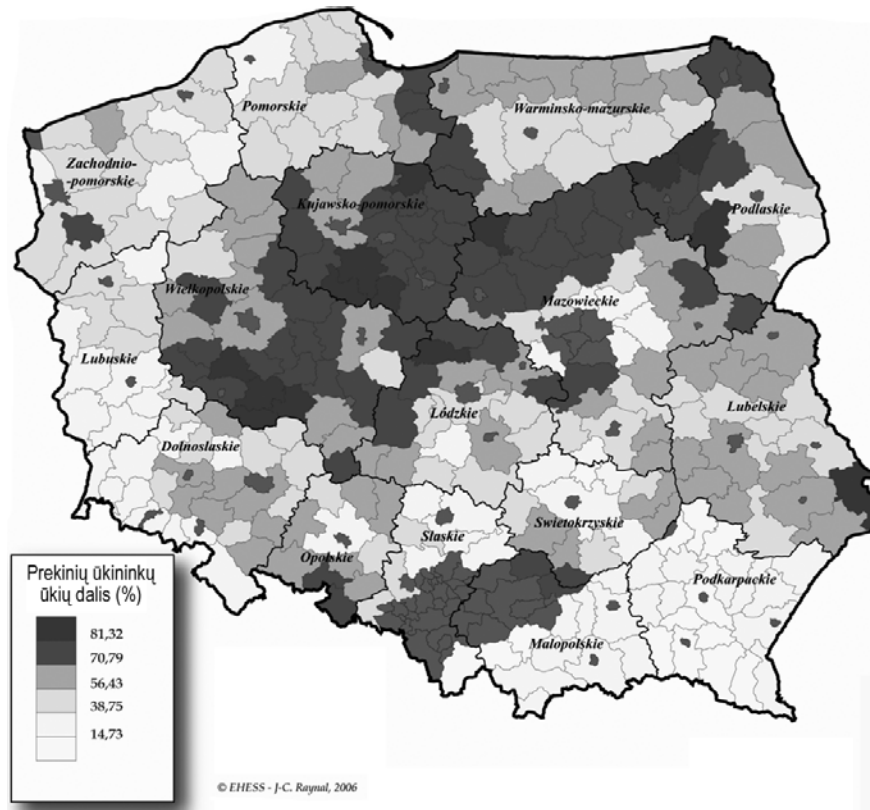 Pomorskie
Warminsko-mazurskie
Zachodnio-
-pomorskie
Kujawsko-pomorskie
Podlaskie
Wielkopolskie
Mazowieckie
Lubuskie
Lódzkie
Lubelskie
Dolnoslaskie
Opolskie
Slaskie
Swietokrzyskie
Podkarpackie
Malopolskie
Prekinių ūkininkų
ūkių dalis (%)
81,32
70,79
56,43
38,75
14,73
© EHESS - J-C. Raynal, 2006